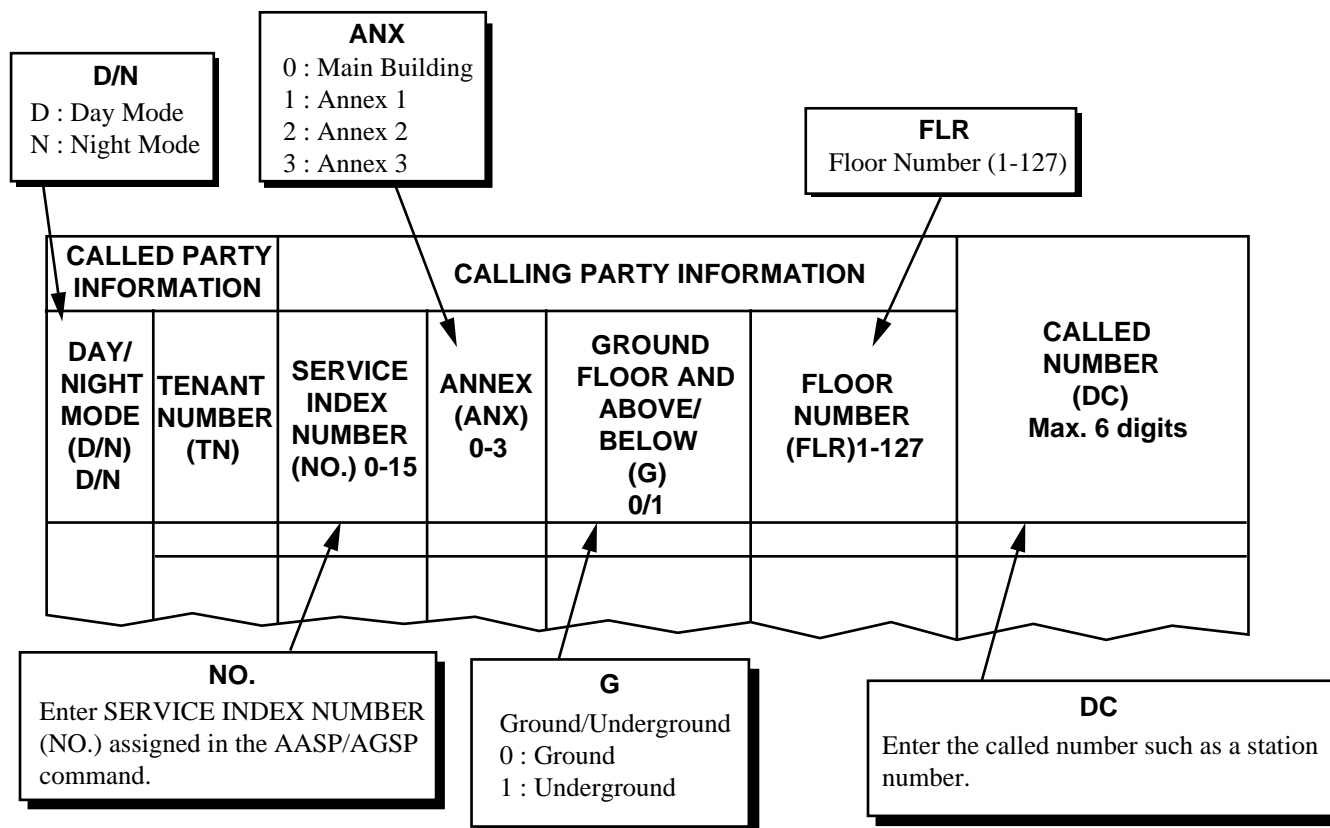 D/N
D : Day Mode
N : Night Mode
ANX
0 : Main Building
1 : Annex 1
2 : Annex 2
3 : Annex 3
FLR
Floor Number (1-127)
CALLED PARTY
INFORMATION
CALLING PARTY INFORMATION
DAY/
NIGHT
MODE
(D/N)
D/N
TENANT
NUMBER
(TN)
SERVICE
INDEX
NUMBER
(NO.) 0-15
ANNEX
(ANX)
0-3
GROUND
FLOOR AND
ABOVE/
BELOW
(G)
0/1
FLOOR
NUMBER
(FLR)1-127
CALLED
NUMBER
(DC)
Max. 6 digits
NO.
Enter SERVICE INDEX NUMBER
(NO.) assigned in the AASP/AGSP
command.
G
Ground/Underground
0 : Ground
1 : Underground
DC
Enter the called number such as a station
number.